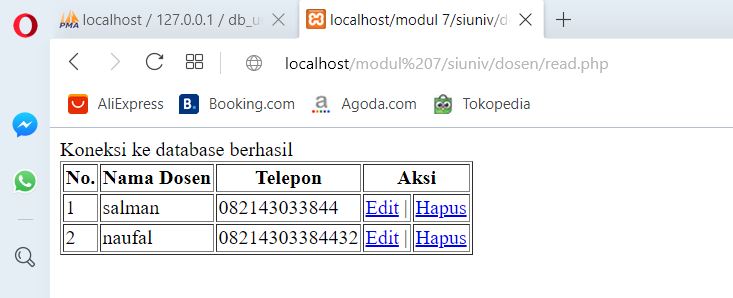 PMA localhost / 127.0.0.1 / db_u
localhost/modul 7/siuniv/d
localhost/modul%207/siuniv/dosen/read.php
AliExpress B. Booking.com a Agoda.com Tokopedia
Koneksi ke database berhasil
No. Nama Dosen Telepon Aksi
1 salman 082143033844 Edit | Hapus
2 naufal 08214303384432 Edit | Hapus